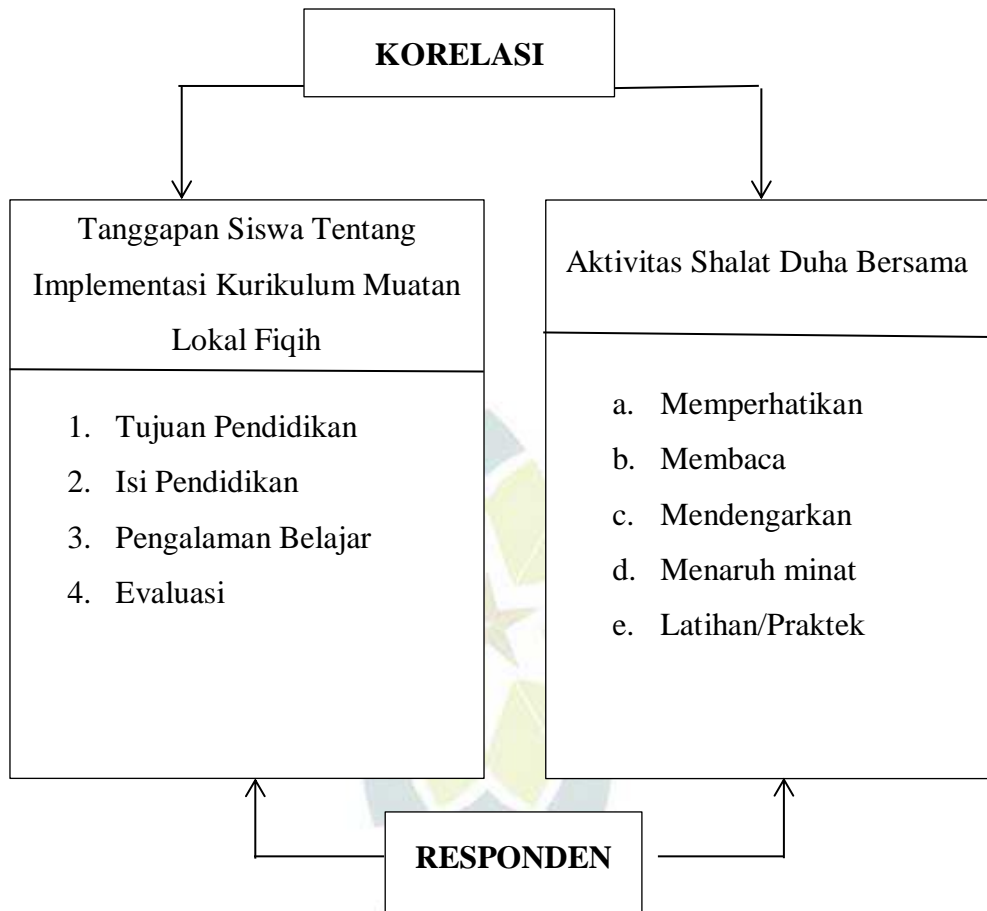 KORELASI
Tanggapan Siswa Tentang
Implementasi Kurikulum Muatan
Lokal Fiqih
1. Tujuan Pendidikan
2. Isi Pendidikan
3. Pengalaman Belajar
4. Evaluasi
Aktivitas Shalat Duha Bersama
a. Memperhatikan
b. Membaca
c. Mendengarkan
d. Menaruh minat
e. Latihan/Praktek
RESPONDEN